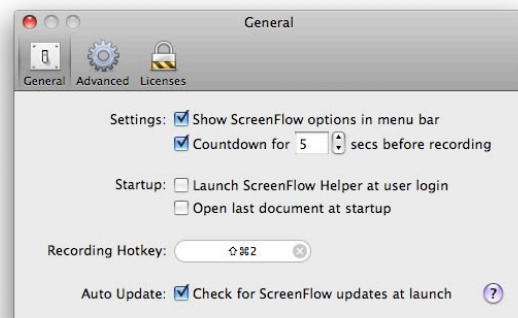 General
General Advanced Licenses
Settings: Show ScreenFlow options in menu bar
Countdown for 5 secs before recording
Startup: Launch ScreenFlow Helper at user login
Open last document at startup
Recording Hotkey: ⇧⌘2
Auto Update: Check for ScreenFlow updates at launch ?